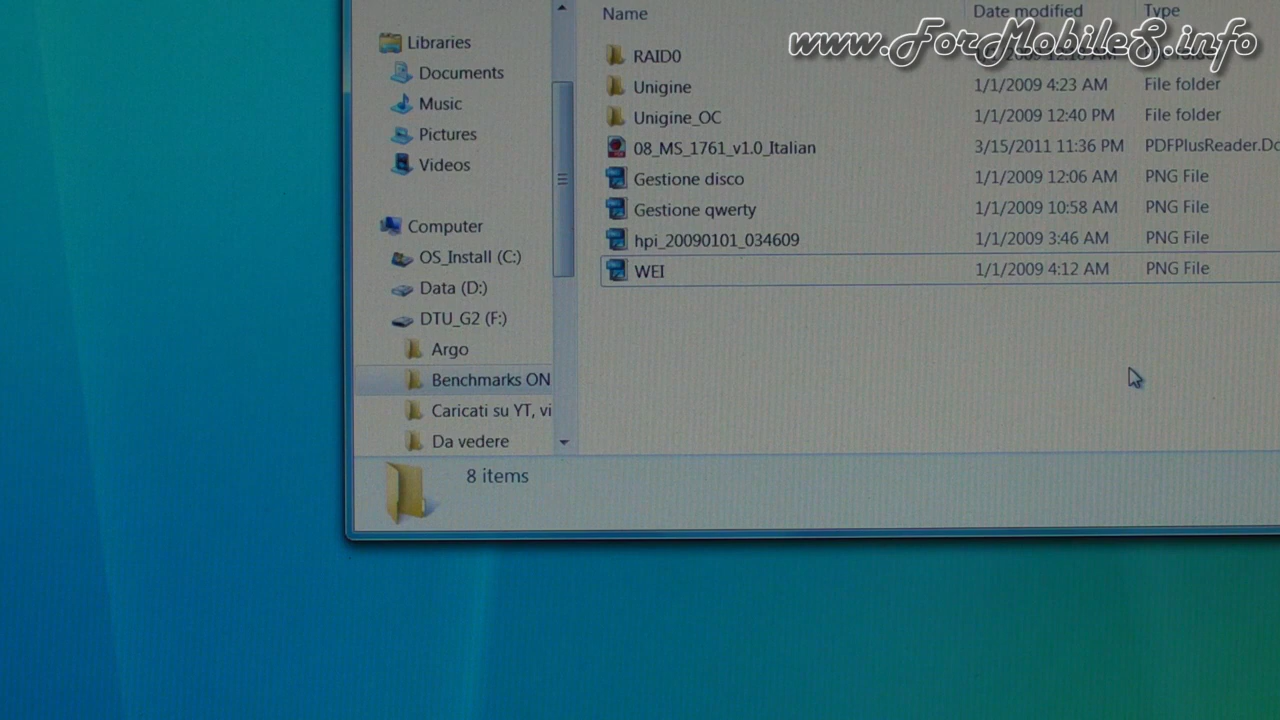 Name Date modified Type
www.ForMobileS.info
Libraries
RAID0 File folder
Documents
Unigine 1/1/2009 4:23 AM File folder
Music
Unigine_OC 1/1/2009 12:40 PM File folder
Pictures
08_MS_1761_v1.0_Italian 3/15/2011 11:36 PM PDFPlusReader.Do
Videos
Gestione disco 1/1/2009 12:06 AM PNG File
Gestione qwerty 1/1/2009 10:58 AM PNG File
Computer
hpi_20090101_034609 1/1/2009 3:46 AM PNG File
OS_Install (C:)
WEI 1/1/2009 4:12 AM PNG File
Data (D:)
DTU_G2 (F:)
Argo
Benchmarks ON
Caricati su YT, vi
Da vedere
8 items